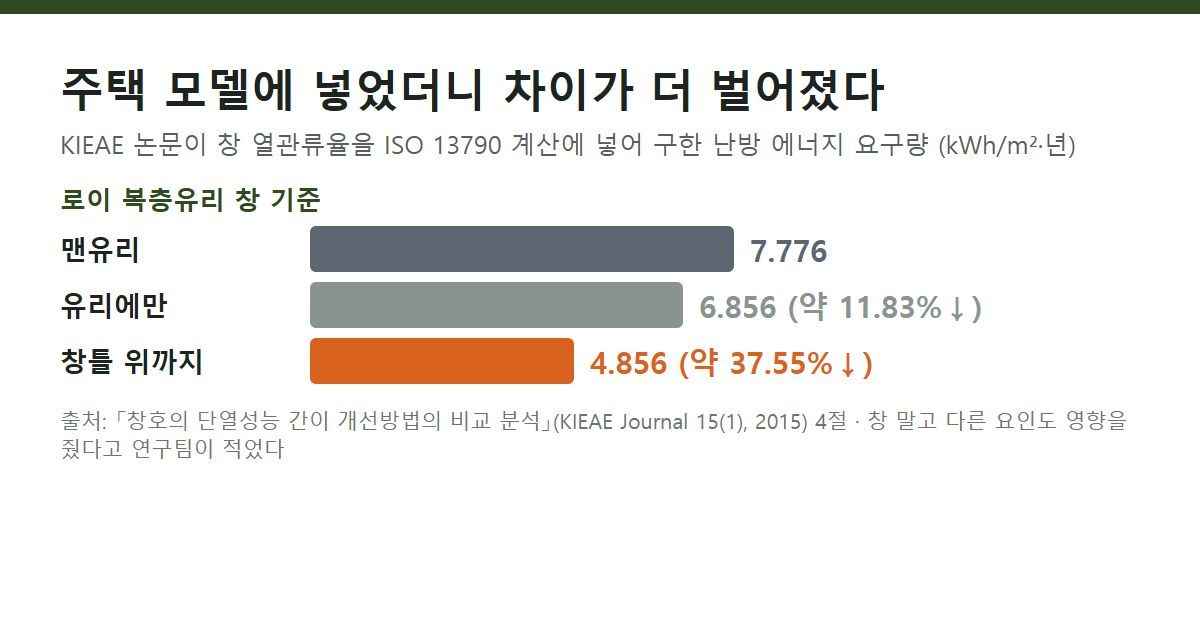 주택 모델에 넣었더니 차이가 더 벌어졌다
KIEAE 논문이 창 열관류율을 ISO 13790 계산에 넣어 구한 난방 에너지 요구량 (kWh/m²·년)
로이 복층유리 창 기준
맨유리 7.776
유리에만 6.856 (약 11.83%↓)
창틀 위까지 4.856 (약 37.55%↓)
출처: 「창호의 단열성능 간이 개선방법의 비교 분석」(KIEAE Journal 15(1), 2015) 4절 · 창 말고 다른 요인도 영향을
줬다고 연구팀이 적었다